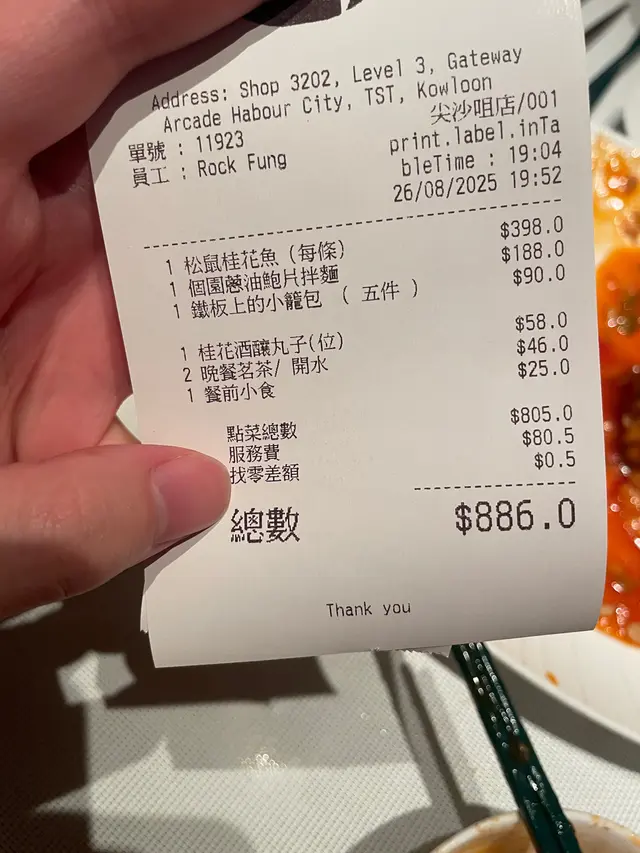 Address: Shop 3202, Level 3, Gateway
Arcade Habour City, TST, Kowloon
尖沙咀店/001
單號 : 11923
print.label.inTa
員工 : Rock Fung
bleTime : 19:04
26/08/2025 19:52
1 松鼠桂花魚 (每條) $398.0
1 個園蔥油鮑片拌麵 $188.0
1 鐵板上的小籠包 ( 五件 ) $90.0
1 桂花酒釀丸子(位) $58.0
2 晚餐茗茶/ 開水 $46.0
1 餐前小食 $25.0
點菜總數 $805.0
服務費 $80.5
找零差額 $0.5
總數 $886.0
Thank you